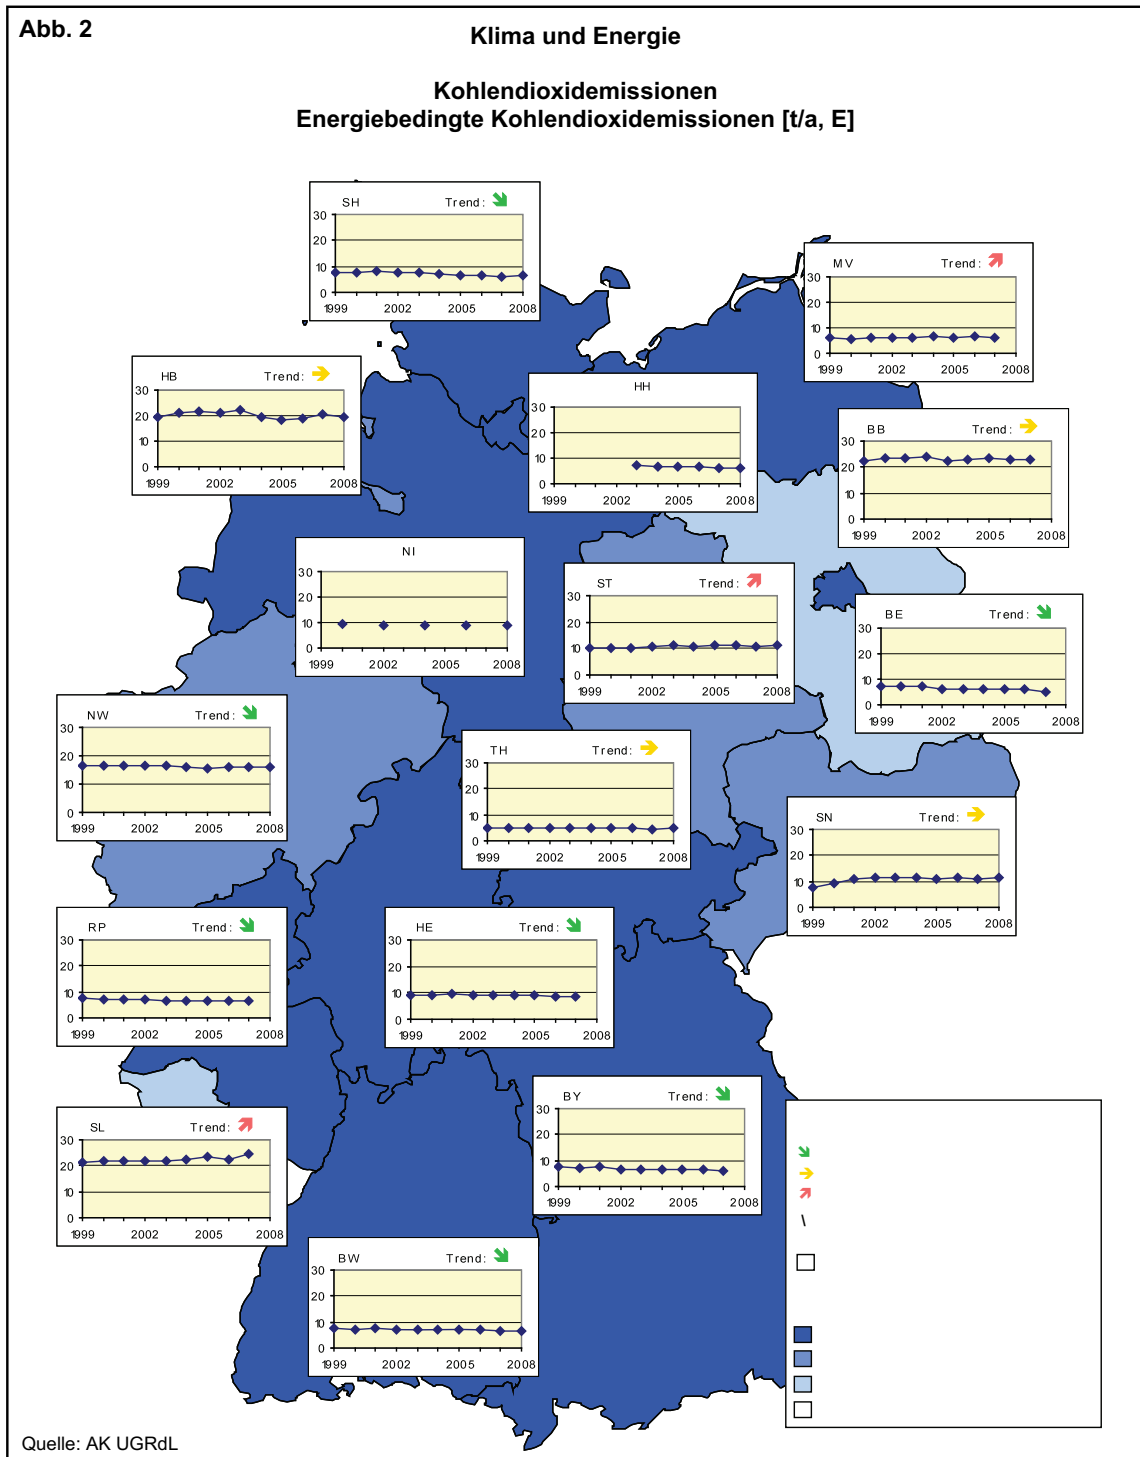 Abb. 2
Klima und Energie
Kohlendioxidemissionen
Energiebedingte Kohlendioxidemissionen [t/a, E]
SH Trend:
30
20
10
0
1999 2002 2005 2008
MV Trend:
30
20
10
0
1999 2002 2005 2008
HB Trend:
30
20
10
0
1999 2002 2005 2008
HH
30
20
10
0
1999 2002 2005 2008
BB Trend:
30
20
10
0
1999 2002 2005 2008
NI
30
20
10
0
1999 2002 2005 2008
ST Trend:
30
20
10
0
1999 2002 2005 2008
BE Trend:
30
20
10
0
1999 2002 2005 2008
NW Trend:
30
20
10
0
1999 2002 2005 2008
TH Trend:
30
20
10
0
1999 2002 2005 2008
SN Trend:
30
20
10
0
1999 2002 2005 2008
RP Trend:
30
20
10
0
1999 2002 2005 2008
HE Trend:
30
20
10
0
1999 2002 2005 2008
BY Trend:
30
20
10
0
1999 2002 2005 2008
SL Trend:
30
20
10
0
1999 2002 2005 2008
BW Trend:
30
20
10
0
1999 2002 2005 2008
\
Quelle: AK UGRdL